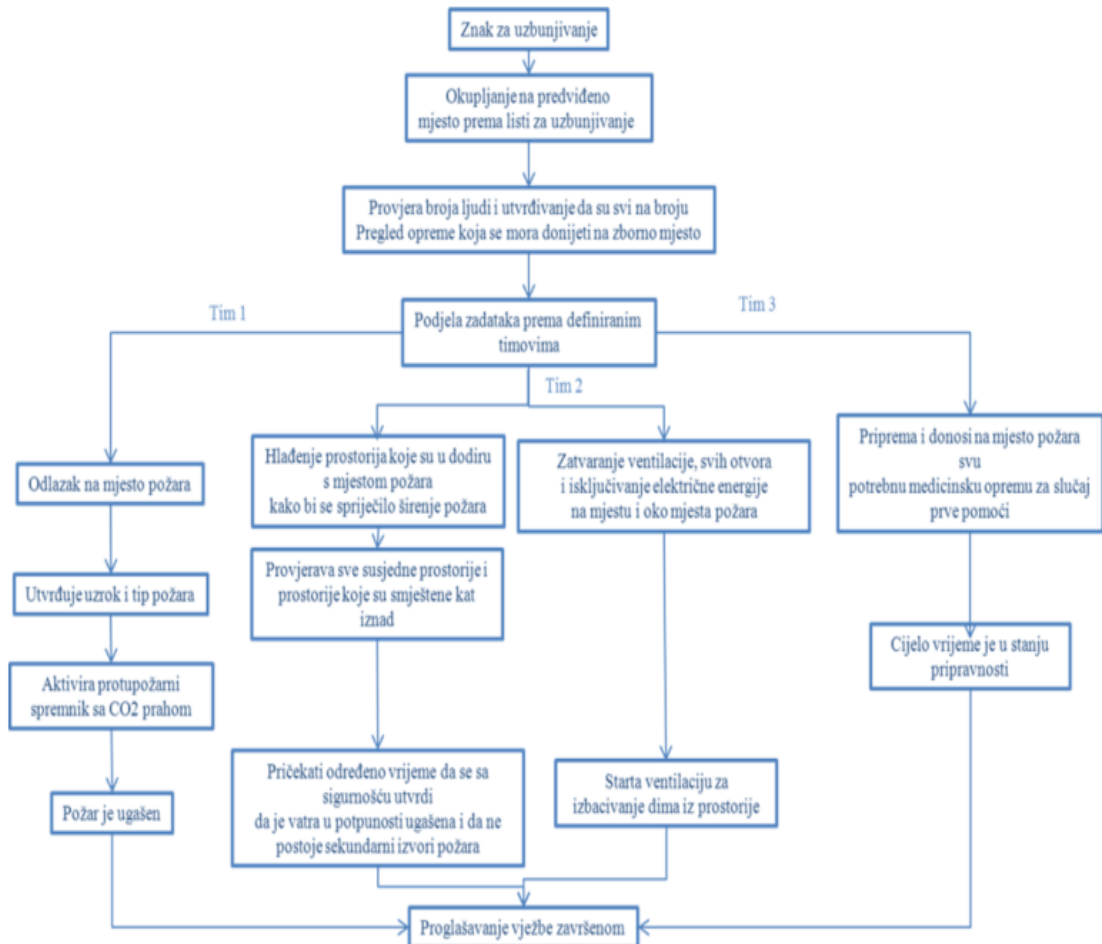 Znak za uzbunjivanje
Okupljanje na predviđeno
mjesto prema listi za uzbunjivanje
Provjera broja ljudi i utvrđivanje da su svi na broju
Pregled opreme koja se mora donijeti na zborno mjesto
Podjela zadataka prema definiranim
timovima
Tim 1
Odlazak na mjesto požara
Utvrđuje uzrok i tip požara
Aktivira protupožarni
spremnik sa CO2 prahom
Požar je ugašen
Tim 2
Hlađenje prostorija koje su u dodiru
s mjestom požara
kako bi se spriječilo širenje požara
Provjerava sve susjedne prostorije i
prostorije koje su smještene kat
iznad
Pričekati određeno vrijeme da se sa
sigurnošću utvrdi
da je vatra u potpunosti ugašena i da ne
postoje sekundarni izvori požara
Zatvaranje ventilacije, svih otvora
i isključivanje električne energije
na mjestu i oko mjesta požara
Starta ventilaciju za
izbacivanje dima iz prostorije
Tim 3
Priprema i donosi na mjesto požara
svu
potrebnu medicinsku opremu za slučaj
prve pomoći
Cijelo vrijeme je u stanju
pripravnosti
Proglašavanje vježbe završenom